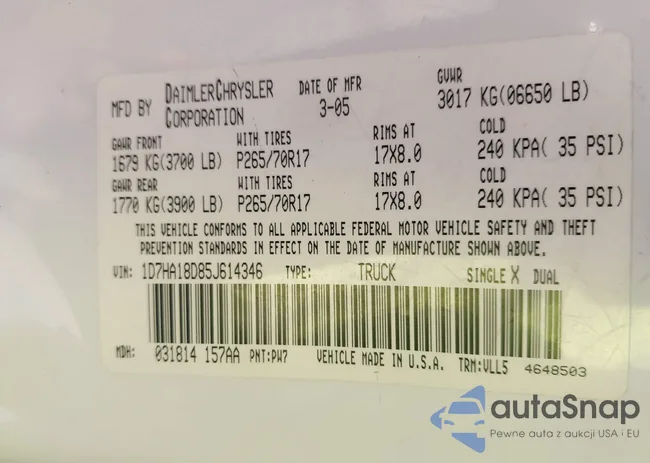 MFD BY DAIMLERCHRYSLER CORPORATION DATE OF MFR 3-05 GVWR 3017 KG(06650 LB)
GAWR FRONT WITH TIRES RIMS AT COLD
1679 KG(3700 LB) P265/70R17 17X8.0 240 KPA( 35 PSI)
GAWR REAR WITH TIRES RIMS AT COLD
1770 KG(3900 LB) P265/70R17 17X8.0 240 KPA( 35 PSI)
THIS VEHICLE CONFORMS TO ALL APPLICABLE FEDERAL MOTOR VEHICLE SAFETY AND THEFT
PREVENTION STANDARDS IN EFFECT ON THE DATE OF MANUFACTURE SHOWN ABOVE.
VIN: 1D7HA18D85J614346 TYPE: TRUCK SINGLE X DUAL
MDH: 031814 157AA PNT:PW7 VEHICLE MADE IN U.S.A. TRM:VLL5 4648503
autaSnap
Pewne auta z aukcji USA i EU